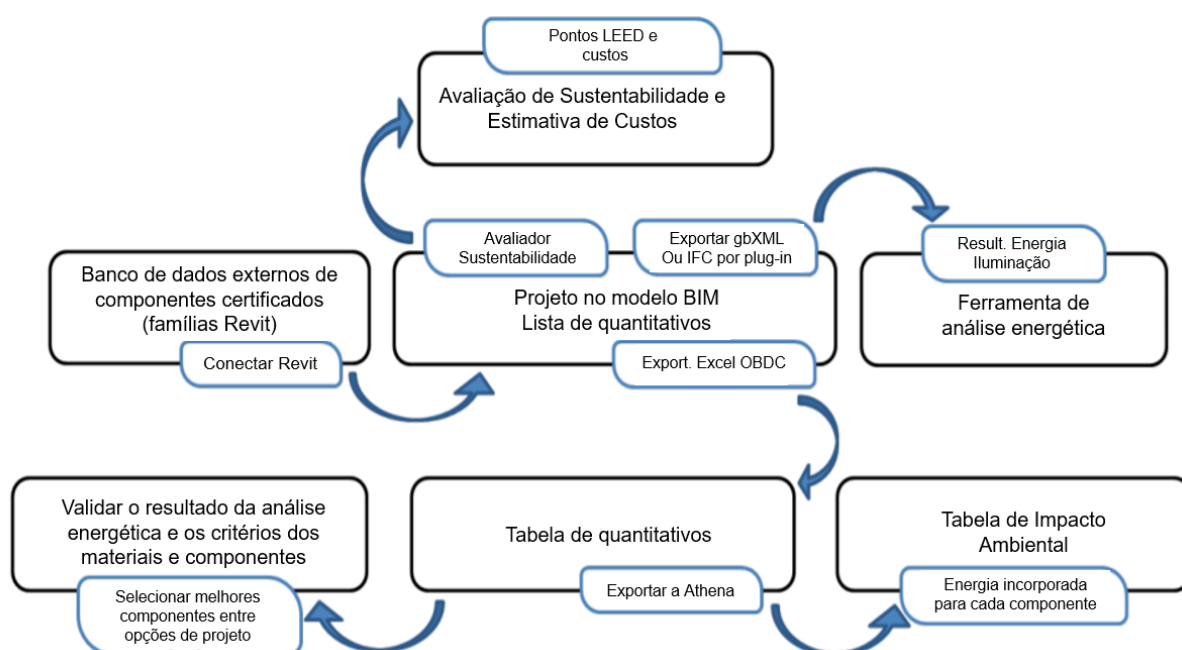 Pontos LEED e
custos
Avaliação de Sustentabilidade e
Estimativa de Custos
Avaliador
Sustentabilidade
Exportar gbXML
Ou IFC por plug-in
Result. Energia
Iluminação
Banco de dados externos de
componentes certificados
(famílias Revit)
Conectar Revit
Projeto no modelo BIM
Lista de quantitativos
Export. Excel OBDC
Ferramenta de
análise energética
Validar o resultado da análise
energética e os critérios dos
materiais e componentes
Selecionar melhores
componentes entre
opções de projeto
Tabela de quantitativos
Exportar a Athena
Tabela de Impacto
Ambiental
Energia incorporada
para cada componente